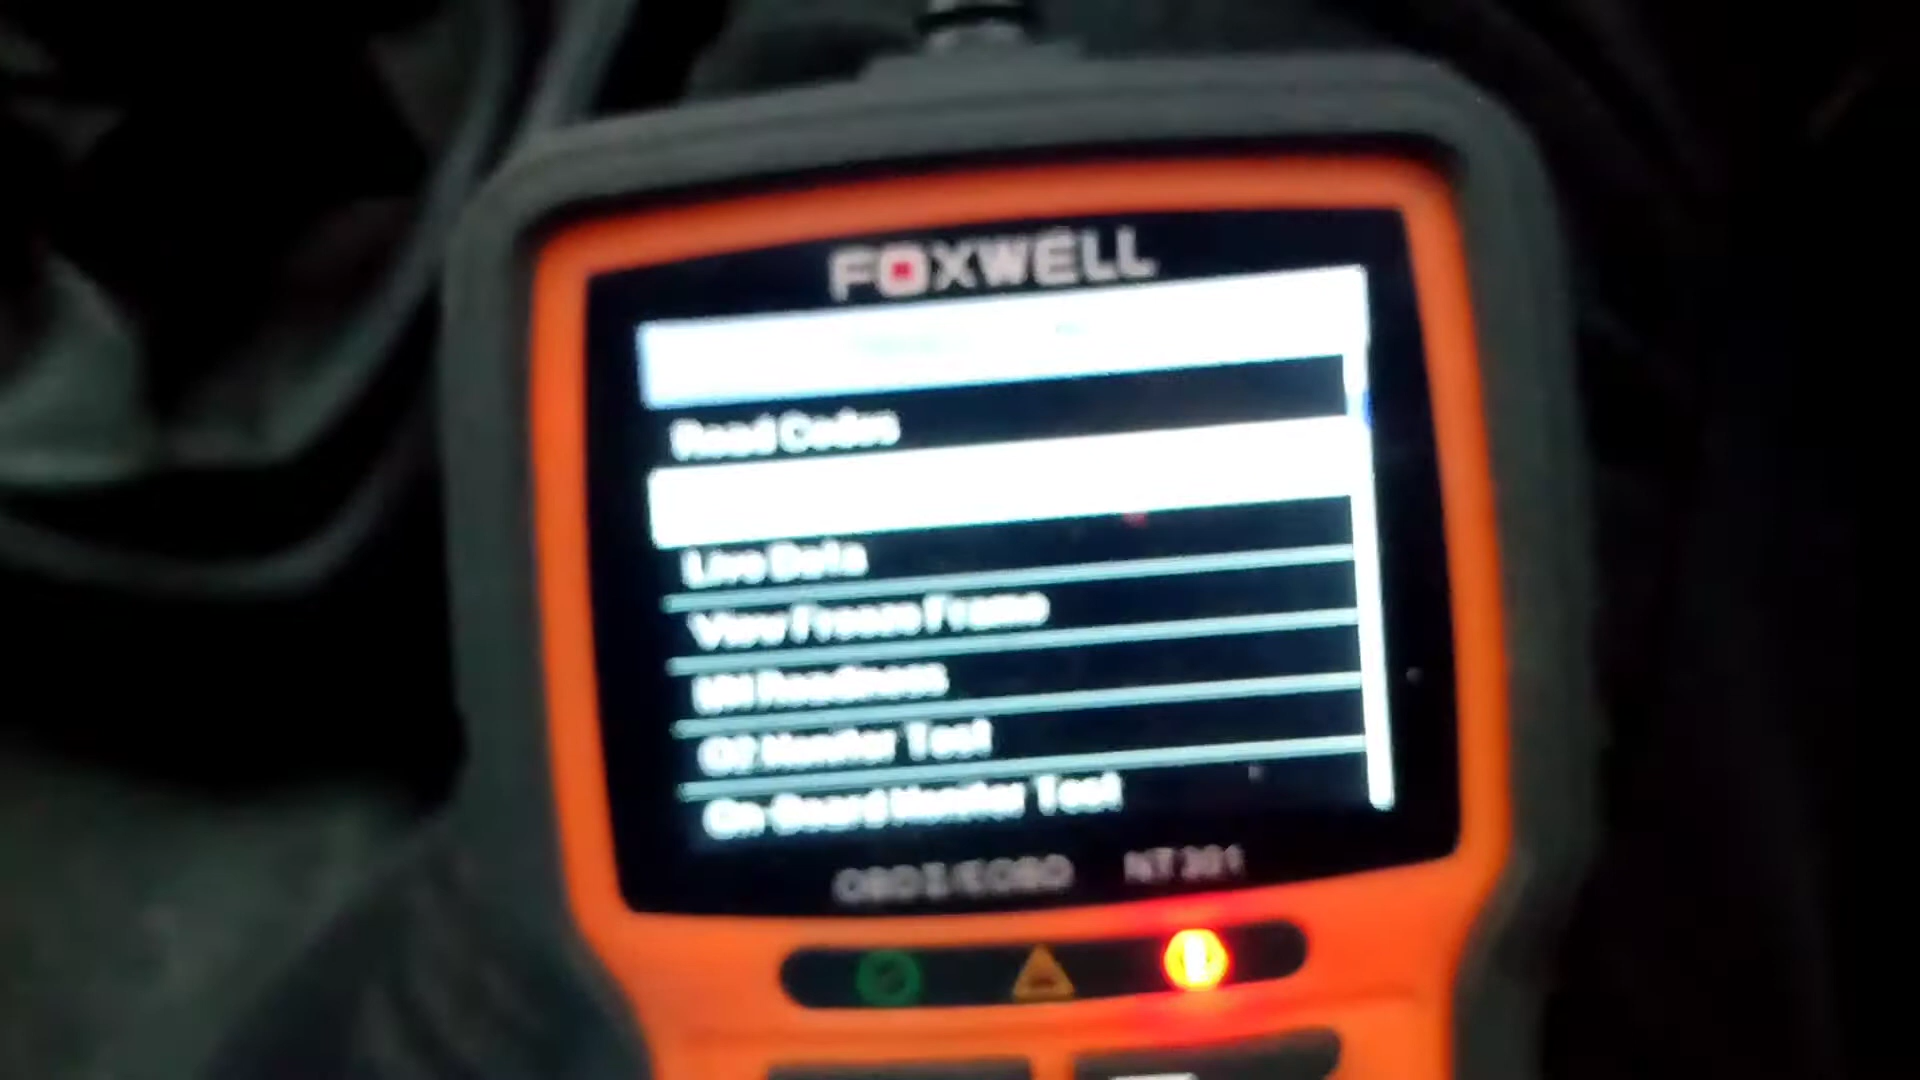 FOXWELL
Read Codes
Live Data
View Freeze Frame
I/M Readiness
O2 Monitor Test
On-Board Monitor Test
OBDII/EOBD NT301